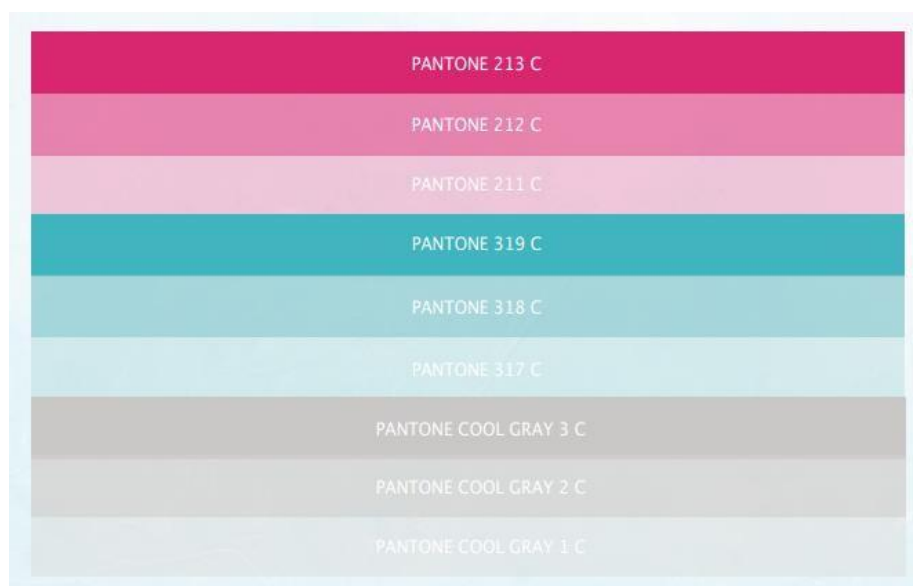 PANTONE 213 C
PANTONE 212 C
PANTONE 211 C
PANTONE 319 C
PANTONE 318 C
PANTONE 317 C
PANTONE COOL GRAY 3 C
PANTONE COOL GRAY 2 C
PANTONE COOL GRAY 1 C